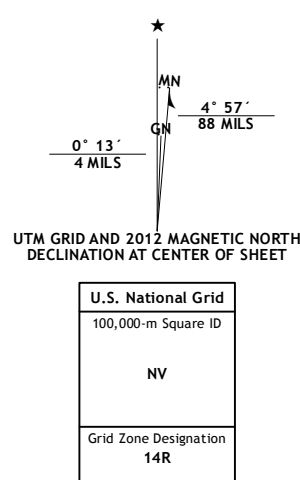 MN
GN
4° 57´
88 MILS
0° 13´
4 MILS
UTM GRID AND 2012 MAGNETIC NORTH
DECLINATION AT CENTER OF SHEET
U.S. National Grid
100,000-m Square ID
NV
Grid Zone Designation
14R